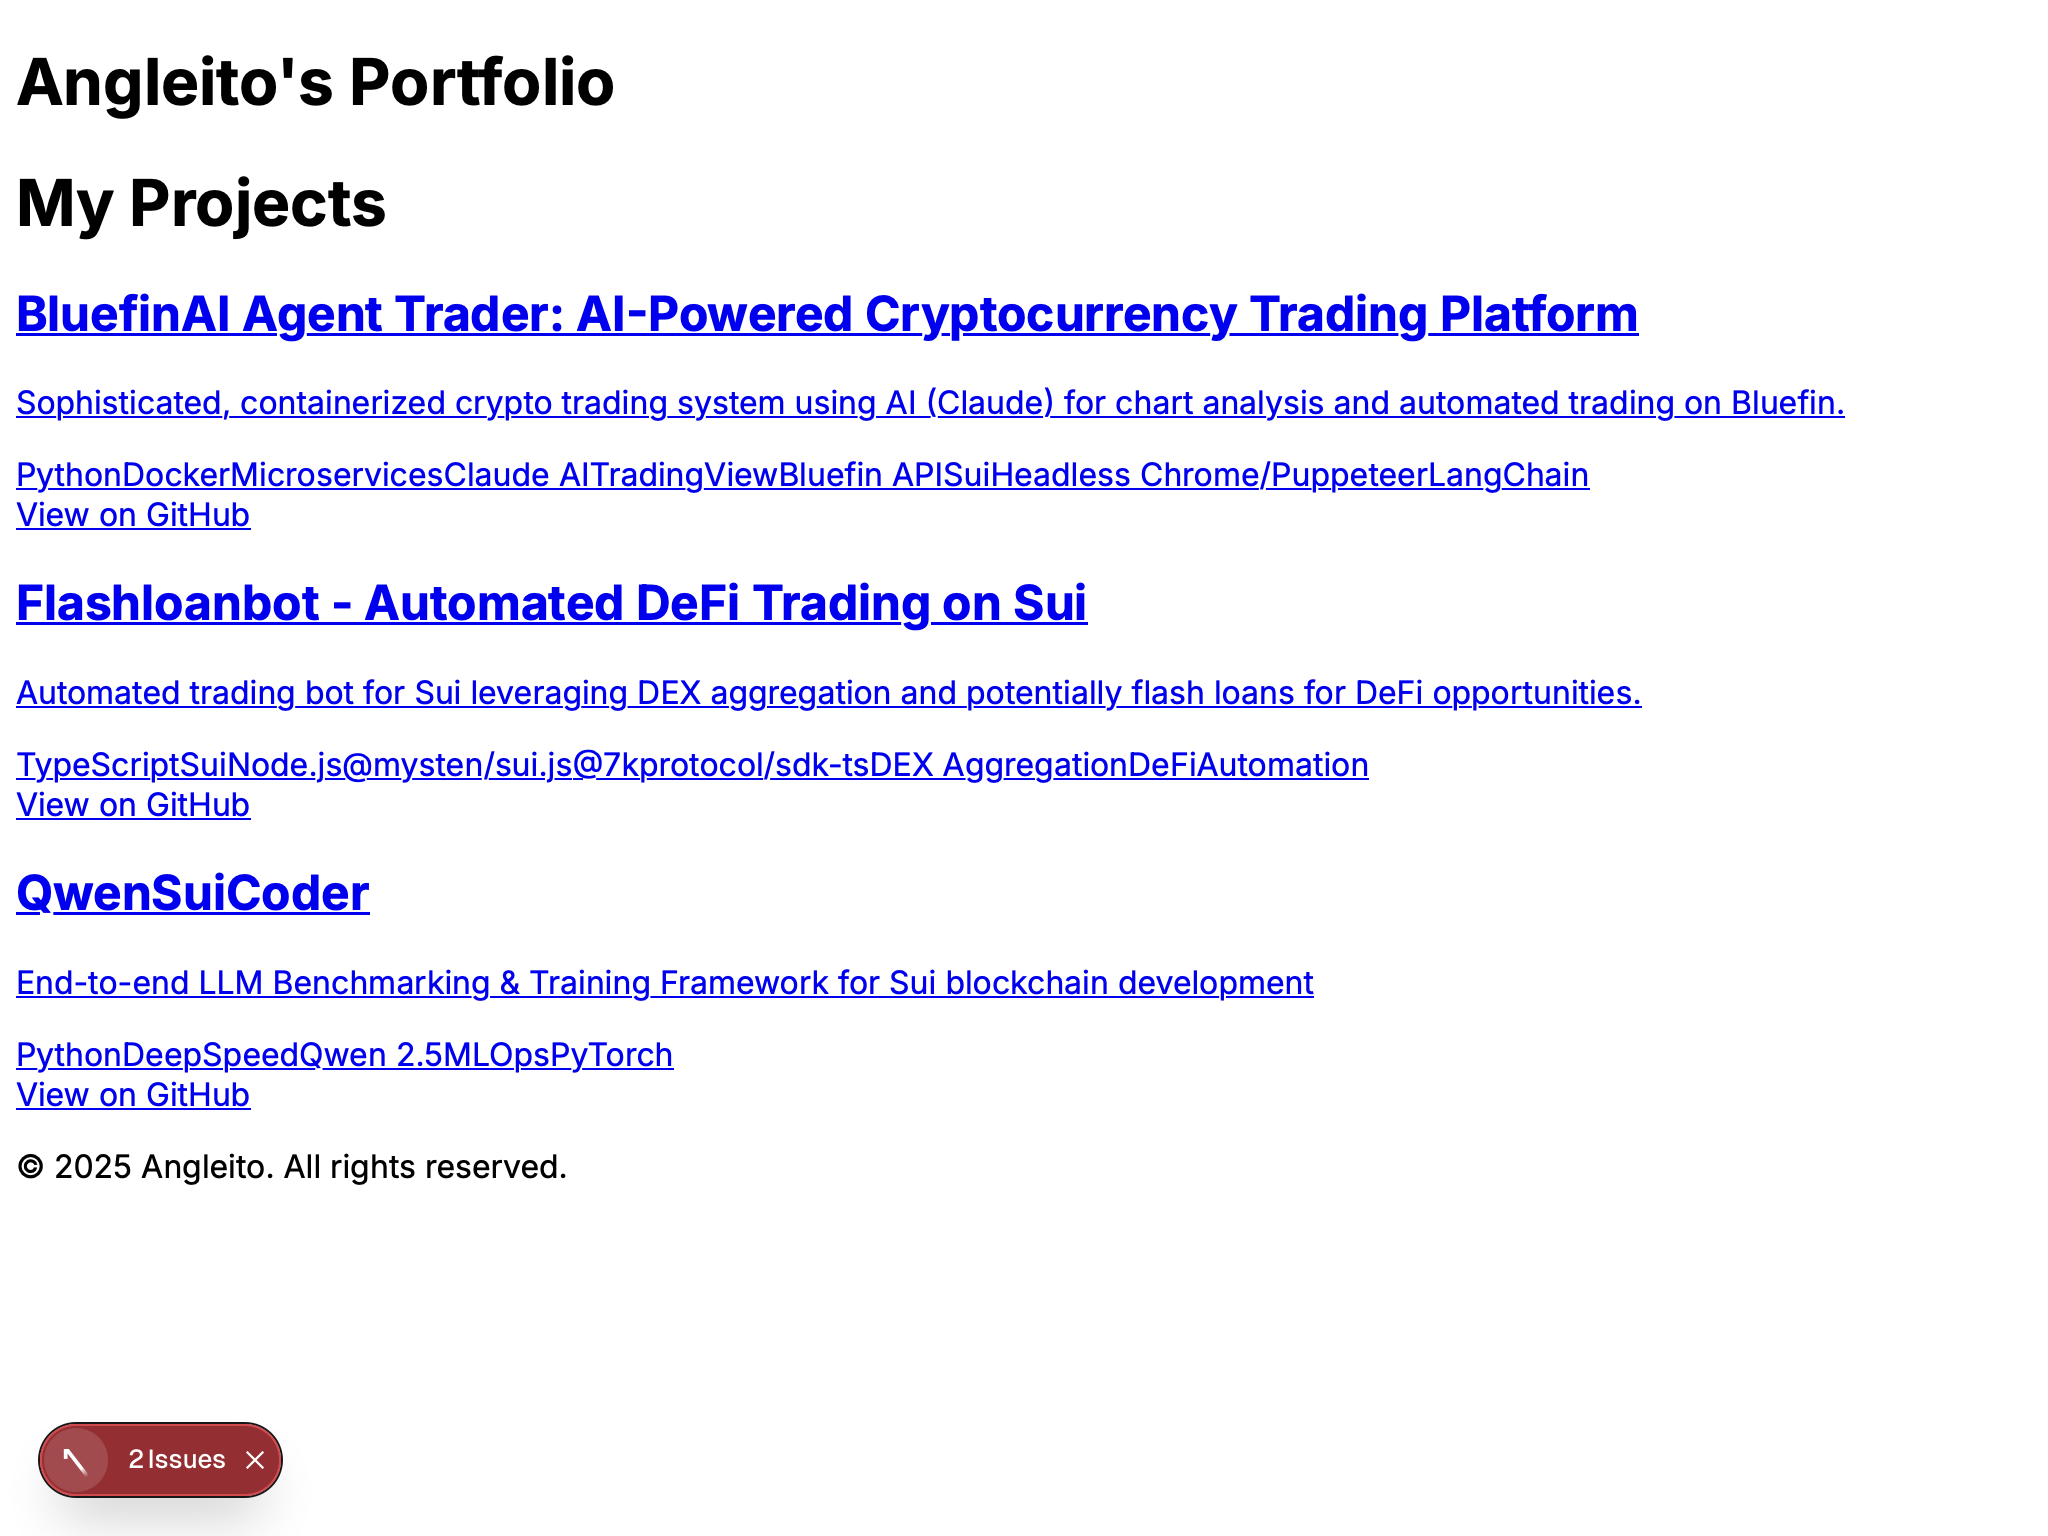 Angleito's Portfolio
My Projects
BluefinAI Agent Trader: AI-Powered Cryptocurrency Trading Platform
Sophisticated, containerized crypto trading system using AI (Claude) for chart analysis and automated trading on Bluefin.
PythonDockerMicroservicesClaude AITradingViewBluefin APISuiHeadless Chrome/PuppeteerLangChain
View on GitHub
Flashloanbot - Automated DeFi Trading on Sui
Automated trading bot for Sui leveraging DEX aggregation and potentially flash loans for DeFi opportunities.
TypeScriptSuiNode.js@mysten/sui.js@7kprotocol/sdk-tsDEX AggregationDeFiAutomation
View on GitHub
QwenSuiCoder
End-to-end LLM Benchmarking & Training Framework for Sui blockchain development
PythonDeepSpeedQwen 2.5MLOpsPyTorch
View on GitHub
© 2025 Angleito. All rights reserved.
2 Issues